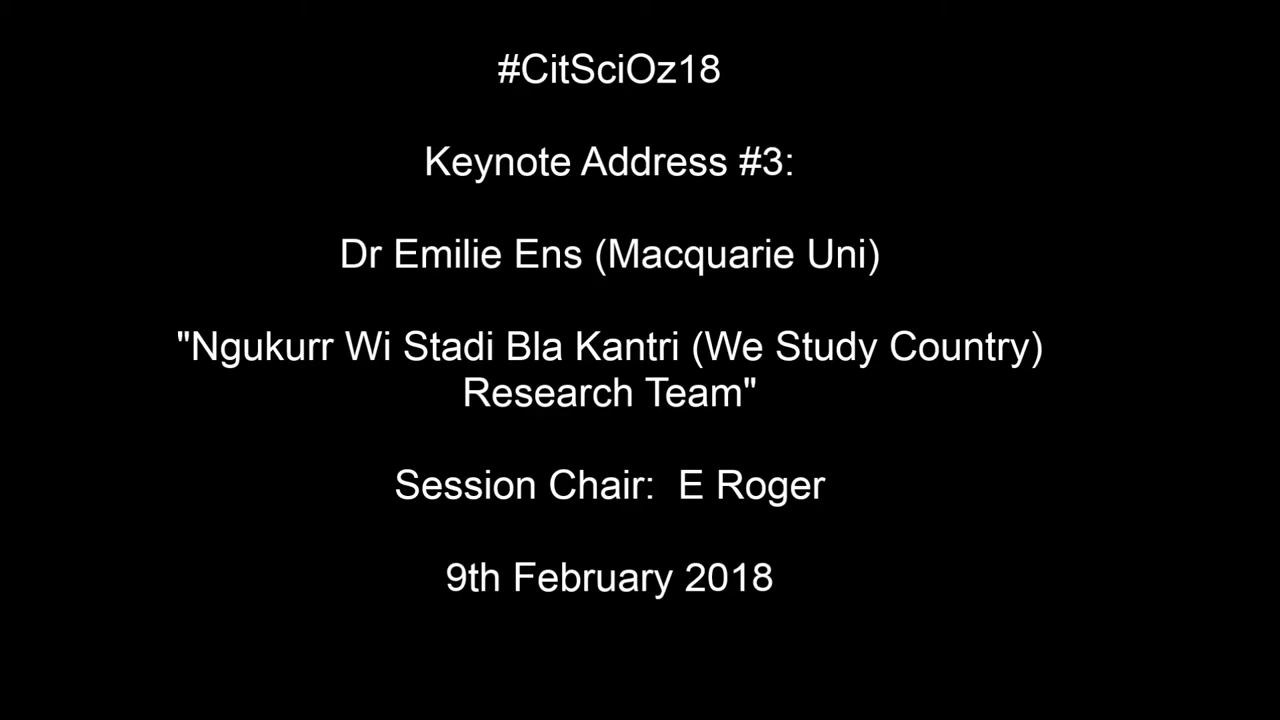 #CitSciOz18
Keynote Address #3:
Dr Emilie Ens (Macquarie Uni)
"Ngukurr Wi Stadi Bla Kantri (We Study Country)
Research Team"
Session Chair:  E Roger
9th February 2018